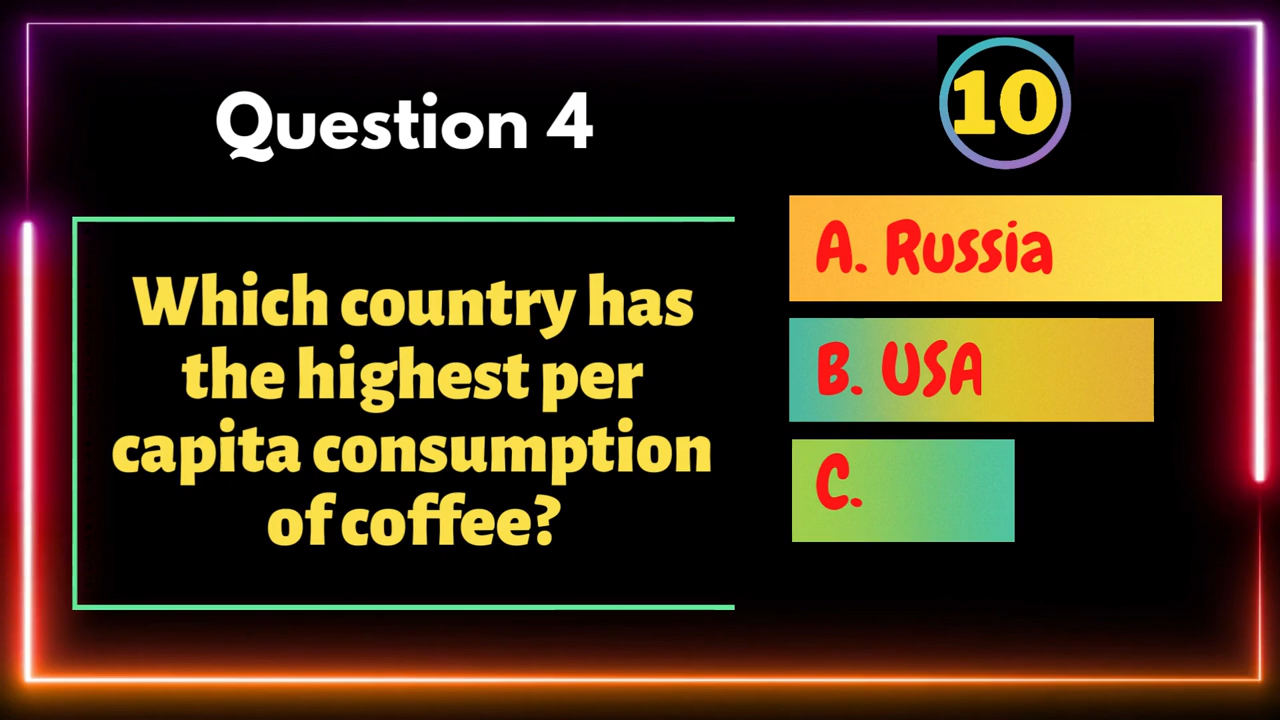 Question 4
10
Which country has
the highest per
capita consumption
of coffee?
A. Russia
B. USA
C.